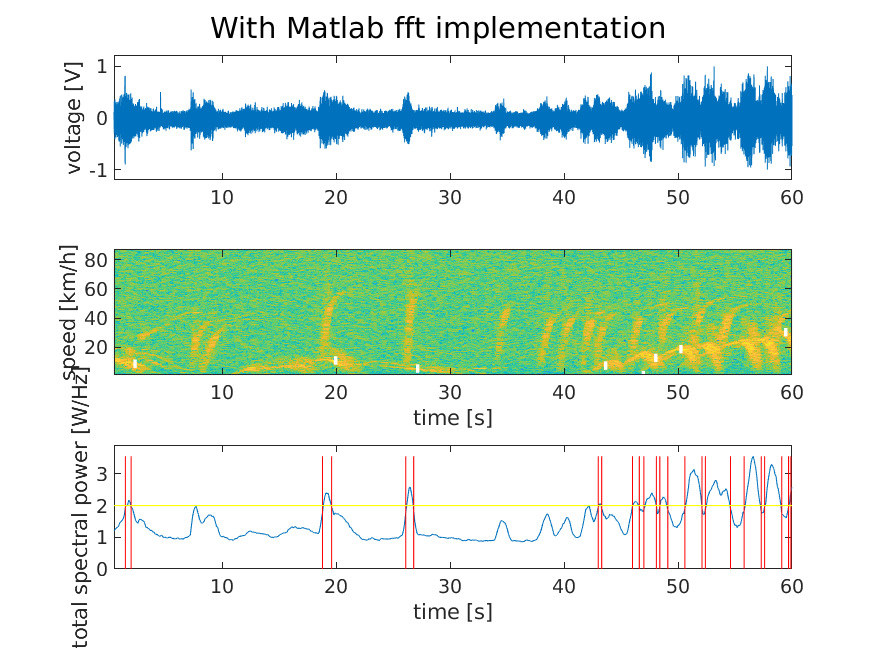 With Matlab fft implementation
voltage [V]
1
0
-1
10 20 30 40 50 60
speed [km/h]
80
60
40
20
10 20 30 40 50 60
time [s]
total spectral power [W/Hz]
3
2
1
0
10 20 30 40 50 60
time [s]